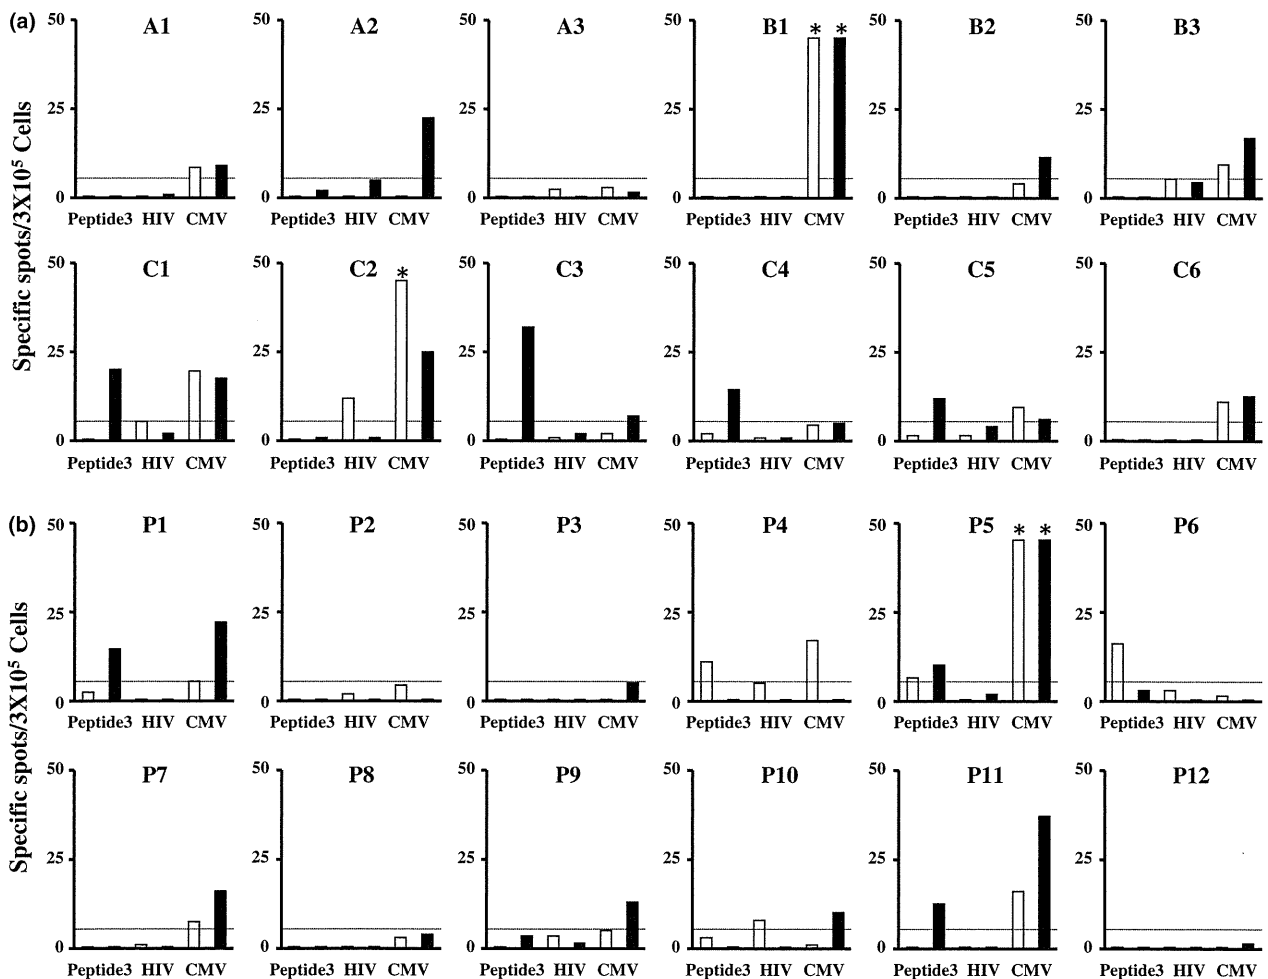 (a)
Specific spots/3X10⁵ Cells
A1 A2 A3 B1 B2 B3
50 50 50 50 50 50
* *
25 25 25 25 25 25
0 0 0 0 0 0
Peptide3 HIV CMV Peptide3 HIV CMV Peptide3 HIV CMV Peptide3 HIV CMV Peptide3 HIV CMV Peptide3 HIV CMV
C1 C2 C3 C4 C5 C6
50 50 50 50 50 50
*
25 25 25 25 25 25
0 0 0 0 0 0
Peptide3 HIV CMV Peptide3 HIV CMV Peptide3 HIV CMV Peptide3 HIV CMV Peptide3 HIV CMV Peptide3 HIV CMV
(b)
Specific spots/3X10⁵ Cells
P1 P2 P3 P4 P5 P6
50 50 50 50 50 50
* *
25 25 25 25 25 25
0 0 0 0 0 0
Peptide3 HIV CMV Peptide3 HIV CMV Peptide3 HIV CMV Peptide3 HIV CMV Peptide3 HIV CMV Peptide3 HIV CMV
P7 P8 P9 P10 P11 P12
50 50 50 50 50 50
25 25 25 25 25 25
0 0 0 0 0 0
Peptide3 HIV CMV Peptide3 HIV CMV Peptide3 HIV CMV Peptide3 HIV CMV Peptide3 HIV CMV Peptide3 HIV CMV